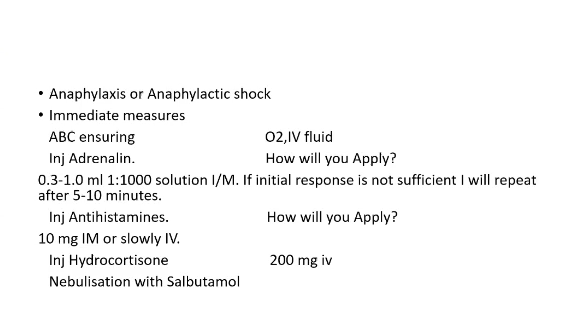 • Anaphylaxis or Anaphylactic shock
• Immediate measures
ABC ensuring O2,IV fluid
Inj Adrenalin. How will you Apply?
0.3-1.0 ml 1:1000 solution I/M. If initial response is not sufficient I will repeat
after 5-10 minutes.
Inj Antihistamines. How will you Apply?
10 mg IM or slowly IV.
Inj Hydrocortisone 200 mg iv
Nebulisation with Salbutamol